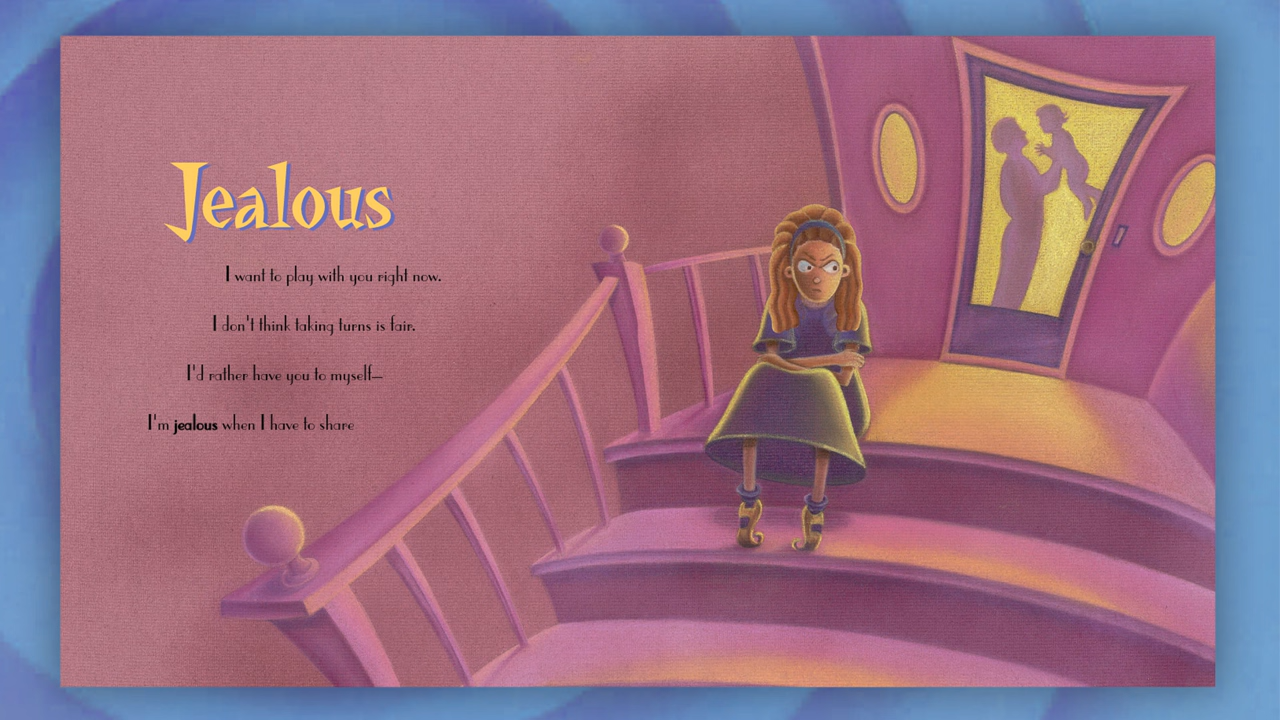 Jealous
I want to play with you right now.
I don't think taking turns is fair.
I'd rather have you to myself—
I'm jealous when I have to share